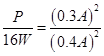 P/16W = (0.3A)²/(0.4A)²